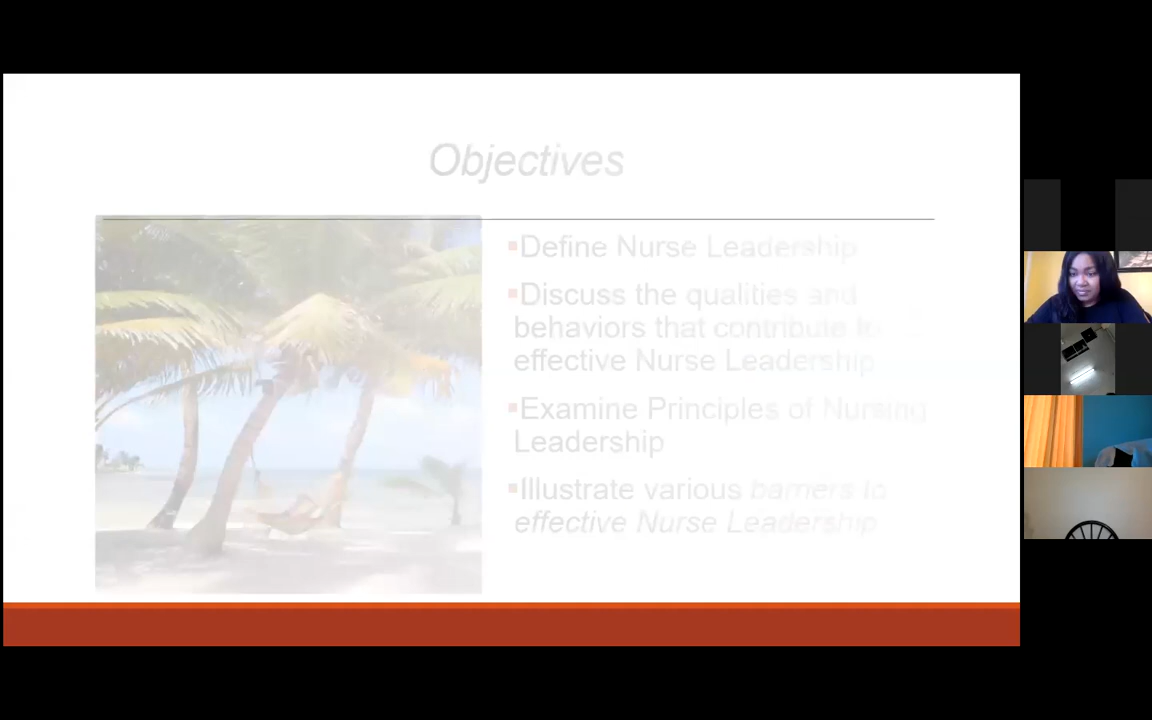 Objectives
▪Define Nurse Leadership
▪Discuss the qualities and
behaviors that contribute to
effective Nurse Leadership
▪Examine Principles of Nursing
Leadership
▪Illustrate various barriers to
effective Nurse Leadership